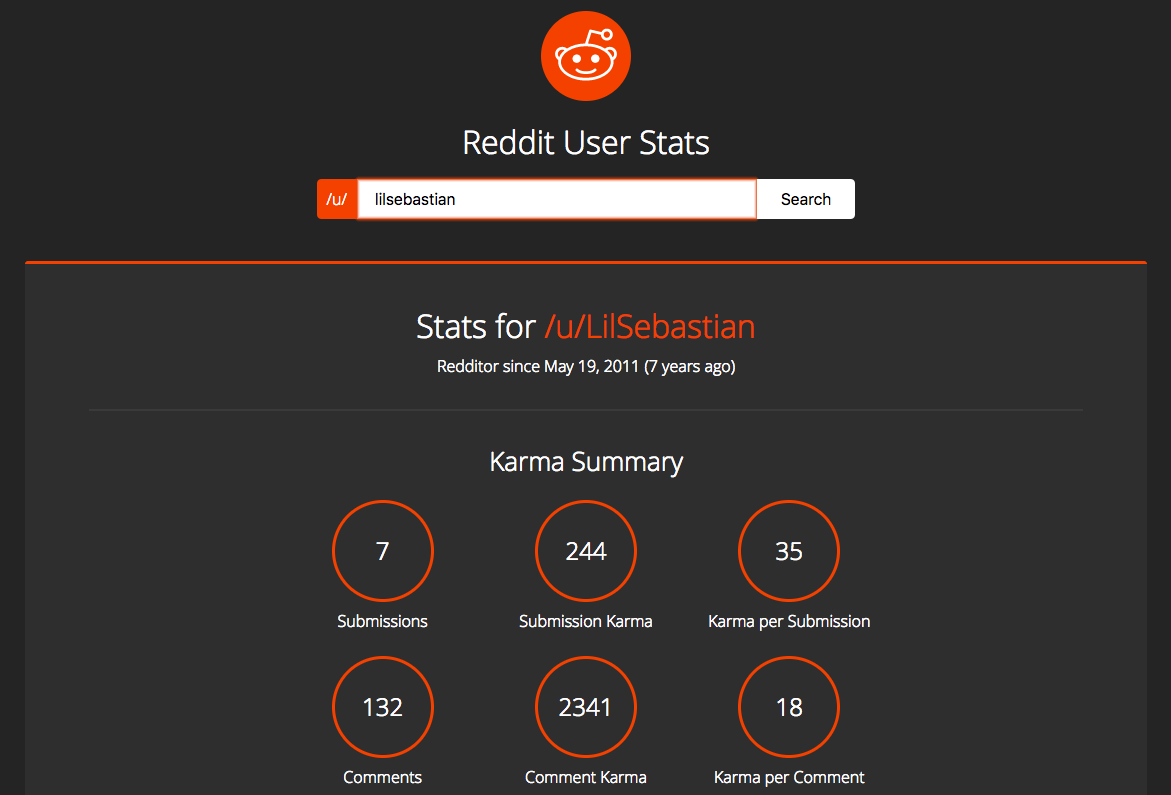 Reddit User Stats
/u/ lilsebastian Search
Stats for /u/LilSebastian
Redditor since May 19, 2011 (7 years ago)
Karma Summary
7 244 35
Submissions Submission Karma Karma per Submission
132 2341 18
Comments Comment Karma Karma per Comment